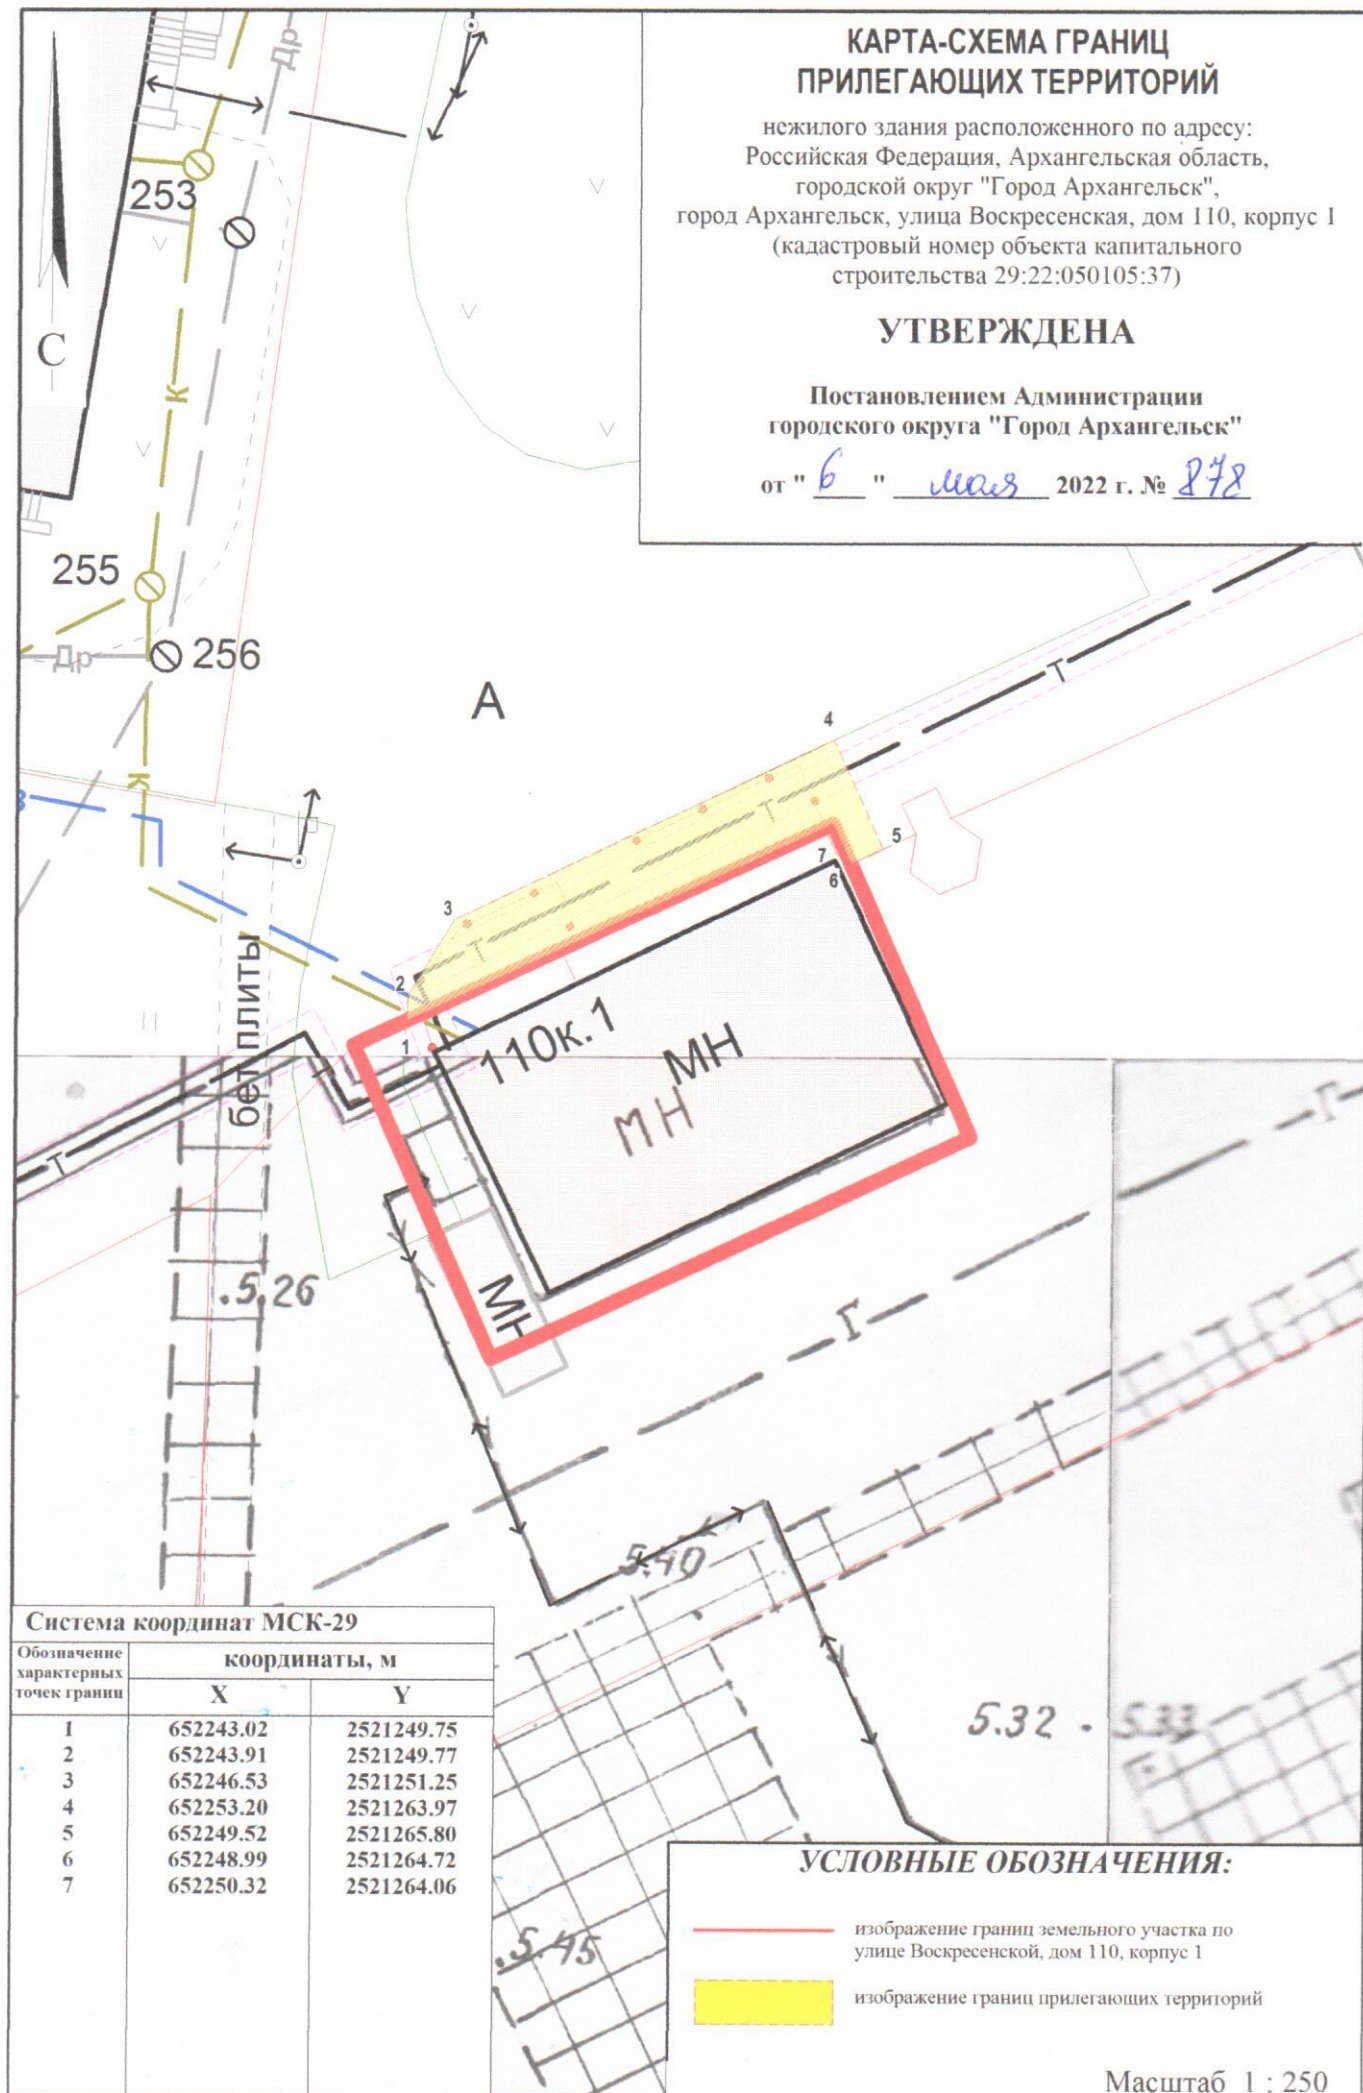 КАРТА-СХЕМА ГРАНИЦ
ПРИЛЕГАЮЩИХ ТЕРРИТОРИЙ
нежилого здания расположенного по адресу:
Российская Федерация, Архангельская область,
городской округ "Город Архангельск",
город Архангельск, улица Воскресенская, дом 110, корпус 1
(кадастровый номер объекта капитального
строительства 29:22:050105:37)
УТВЕРЖДЕНА
Постановлением Администрации
городского округа "Город Архангельск"
от " 6 " мая 2022 г. № 878
Др
253
С
К
255
Др
256
А
Т
4
К
В
5
Т
7
6
3
Т
2
бет плиты
1
110к.1
МН
МН
Г
Т
.5.26
МН
Г
5.40
5.32 . 5.33
.5.45
Система координат МСК-29
Обозначение характерных точек границ
координаты, м
X Y
1 652243.02 2521249.75
2 652243.91 2521249.77
3 652246.53 2521251.25
4 652253.20 2521263.97
5 652249.52 2521265.80
6 652248.99 2521264.72
7 652250.32 2521264.06
УСЛОВНЫЕ ОБОЗНАЧЕНИЯ:
изображение границ земельного участка по
улице Воскресенской, дом 110, корпус 1
изображение границ прилегающих территорий
Масштаб 1 : 250